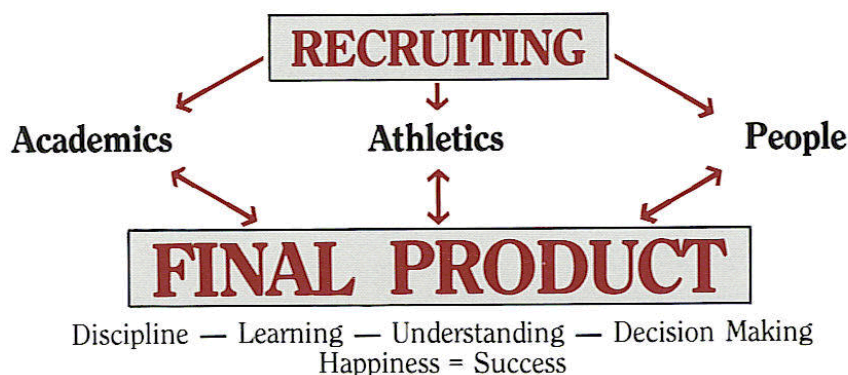 RECRUITING
Academics Athletics People
FINAL PRODUCT
Discipline — Learning — Understanding — Decision Making
Happiness = Success